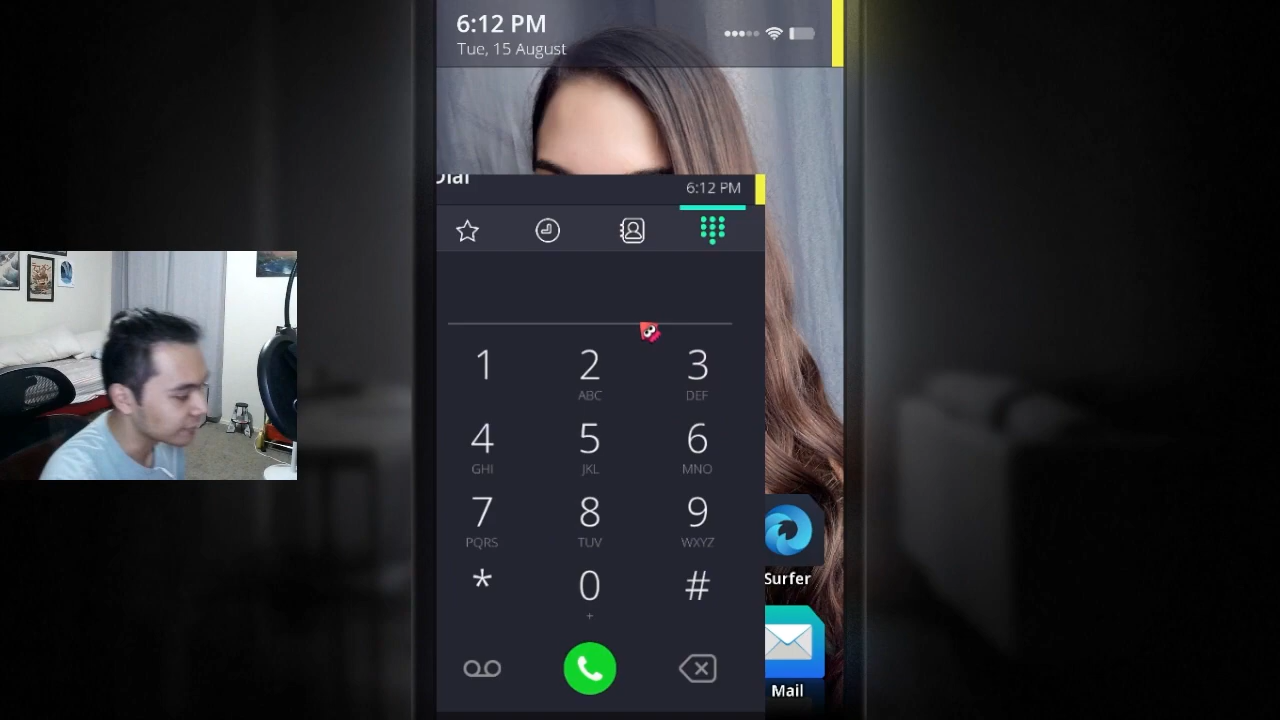 6:12 PM
Tue, 15 August
Dial
6:12 PM
1
2
3
ABC
DEF
4
5
6
GHI
JKL
MNO
7
8
9
PQRS
TUV
WXYZ
*
0
#
+
Surfer
Mail